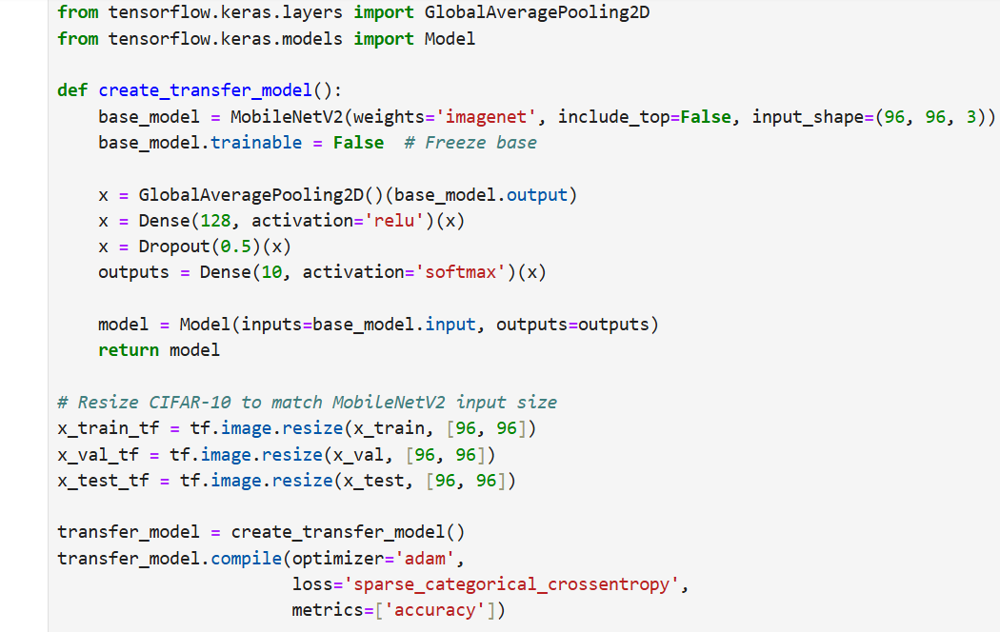 from tensorflow.keras.layers import GlobalAveragePooling2D
from tensorflow.keras.models import Model

def create_transfer_model():
    base_model = MobileNetV2(weights='imagenet', include_top=False, input_shape=(96, 96, 3))
    base_model.trainable = False  # Freeze base

    x = GlobalAveragePooling2D()(base_model.output)
    x = Dense(128, activation='relu')(x)
    x = Dropout(0.5)(x)
    outputs = Dense(10, activation='softmax')(x)

    model = Model(inputs=base_model.input, outputs=outputs)
    return model

# Resize CIFAR-10 to match MobileNetV2 input size
x_train_tf = tf.image.resize(x_train, [96, 96])
x_val_tf = tf.image.resize(x_val, [96, 96])
x_test_tf = tf.image.resize(x_test, [96, 96])

transfer_model = create_transfer_model()
transfer_model.compile(optimizer='adam',
                       loss='sparse_categorical_crossentropy',
                       metrics=['accuracy'])